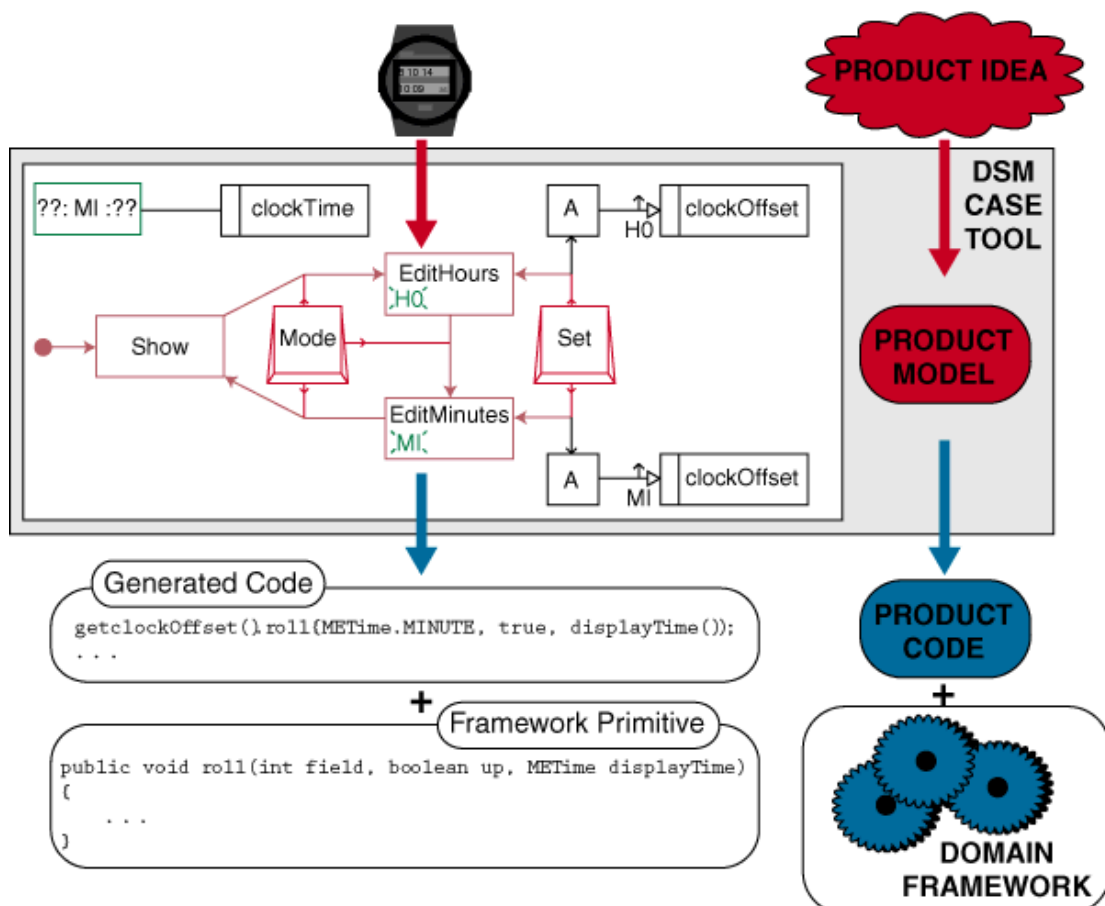 8 10 14
10 09
PRODUCT IDEA
DSM
CASE
TOOL
??: MI :??
clockTime
A
H0
clockOffset
EditHours
H0
Show
Mode
Set
PRODUCT
MODEL
EditMinutes
MI
A
MI
clockOffset
Generated Code
getclockOffset().roll(METime.MINUTE, true, displayTime());
. . .
PRODUCT
CODE
+
+
Framework Primitive
public void roll(int field, boolean up, METime displayTime)
{
. . .
}
DOMAIN
FRAMEWORK